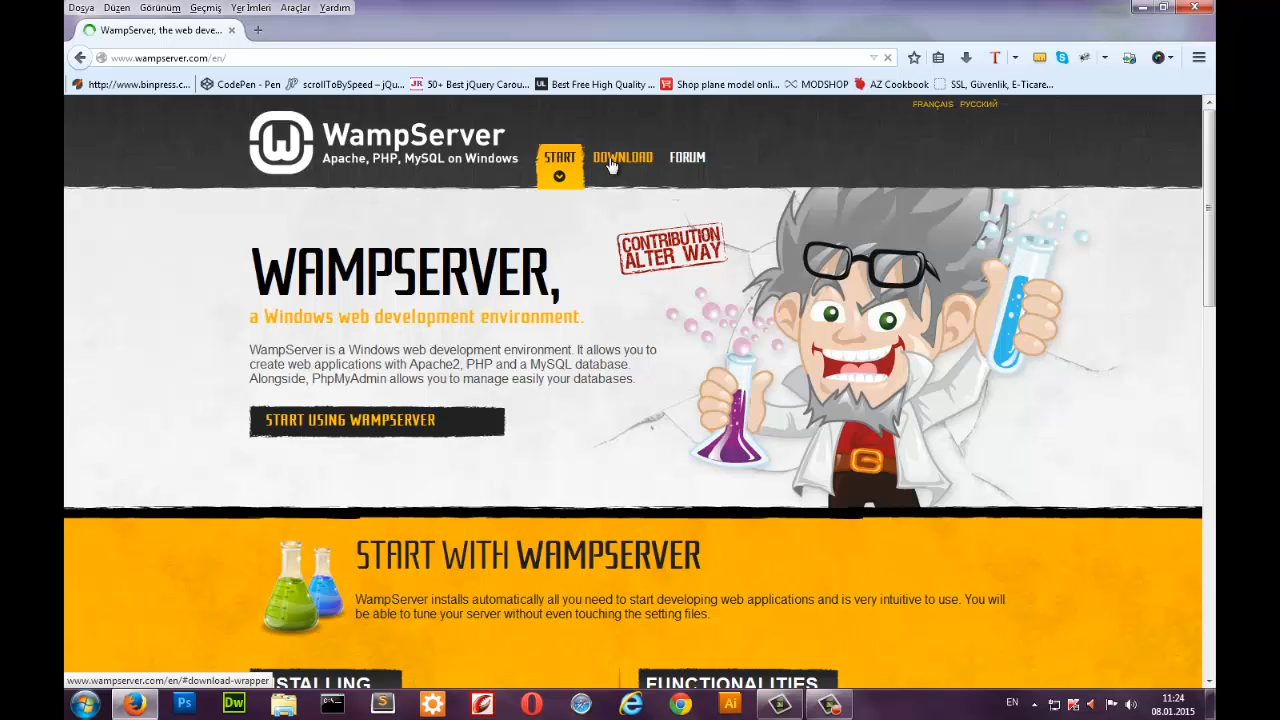 Dosya Düzen Görünüm Geçmiş Yer İmleri Araçlar Yardım
WampServer, the web deve...
www.wampserver.com/en/
http://www.binpress.c... CodePen - Pen scrollToBySpeed – jQu... 50+ Best jQuery Carou... Best Free High Quality ... Shop plane model onl... MODSHOP AZ Cookbook SSL, Güvenlik, E-Ticare...
FRANÇAIS РУССКИЙ
WampServer
Apache, PHP, MySQL on Windows
START DOWNLOAD FORUM
CONTRIBUTION
ALTER WAY
WAMPSERVER,
a Windows web development environment.
WampServer is a Windows web development environment. It allows you to
create web applications with Apache2, PHP and a MySQL database.
Alongside, PhpMyAdmin allows you to manage easily your databases.
START USING WAMPSERVER
START WITH WAMPSERVER
WampServer installs automatically all you need to start developing web applications and is very intuitive to use. You will
be able to tune your server without even touching the setting files.
www.wampserver.com/en/#download-wrapper
STALLING
FUNCTIONALITIES
Ps Dw S Ai
EN
11:24
08.01.2015